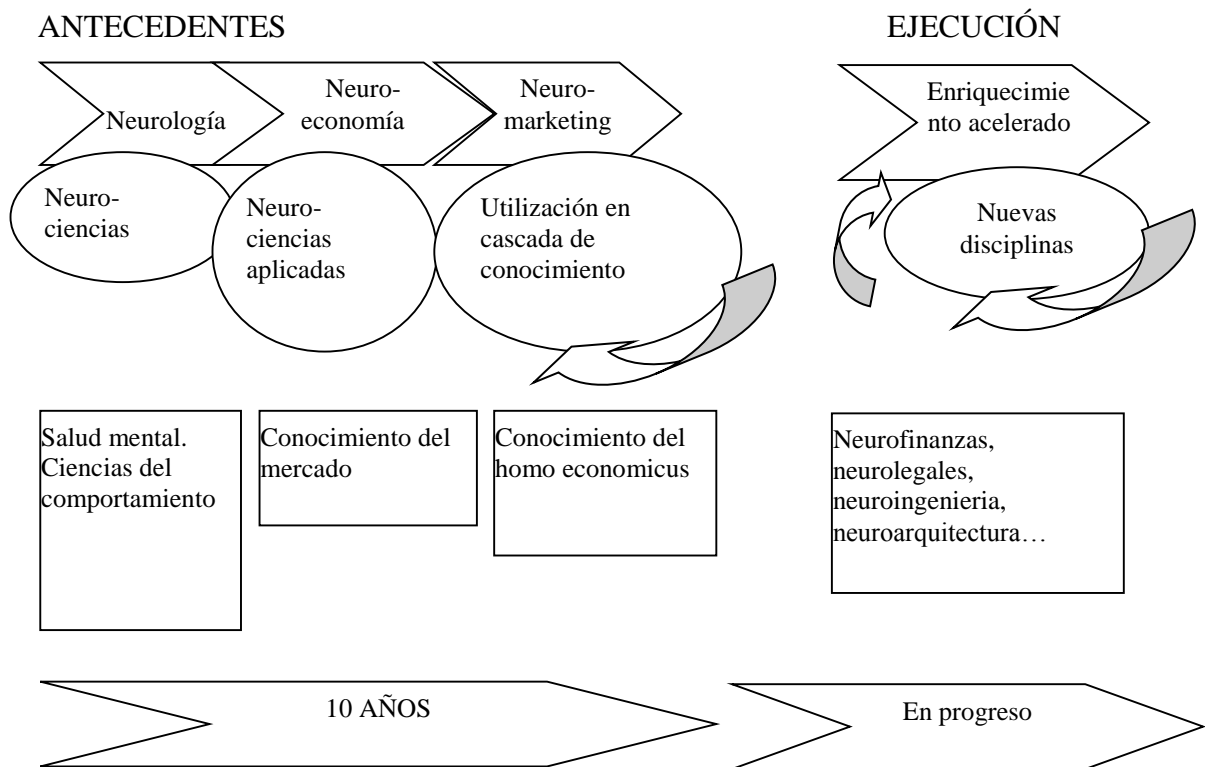 ANTECEDENTES
EJECUCIÓN
Neurología
Neuro-
economía
Neuro-
marketing
Enriquecimie
nto acelerado
Neuro-
ciencias
Neuro-
ciencias
aplicadas
Utilización en
cascada de
conocimiento
Nuevas
disciplinas
Salud mental.
Ciencias del
comportamiento
Conocimiento del
mercado
Conocimiento del
homo economicus
Neurofinanzas,
neurolegales,
neuroingenieria,
neuroarquitectura…
10 AÑOS
En progreso